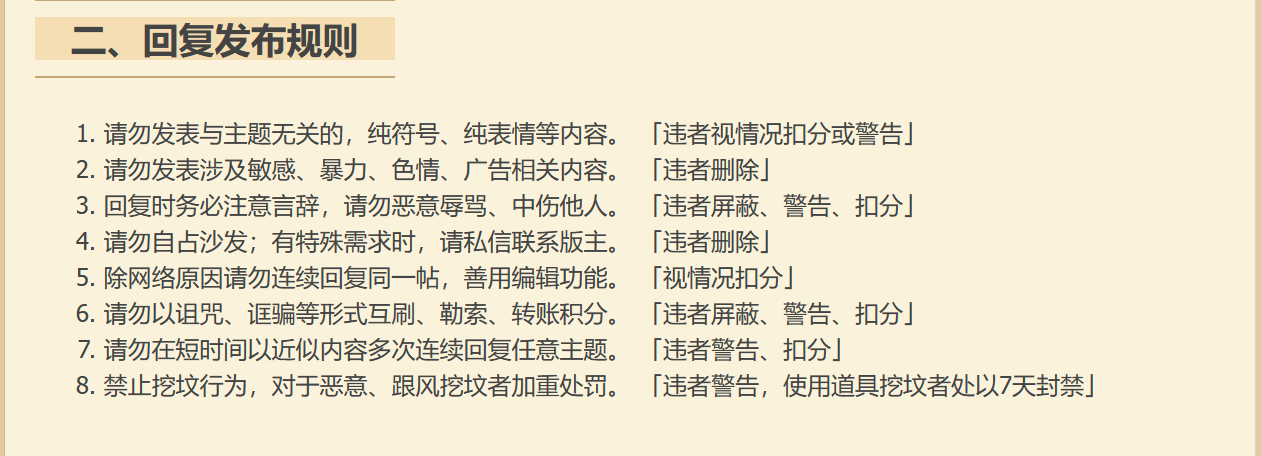 二、回复发布规则
1. 请勿发表与主题无关的，纯符号、纯表情等内容。 「违者视情况扣分或警告」
2. 请勿发表涉及敏感、暴力、色情、广告相关内容。 「违者删除」
3. 回复时务必注意言辞，请勿恶意辱骂、中伤他人。 「违者屏蔽、警告、扣分」
4. 请勿自占沙发；有特殊需求时，请私信联系版主。 「违者删除」
5. 除网络原因请勿连续回复同一帖，善用编辑功能。 「视情况扣分」
6. 请勿以诅咒、诓骗等形式互刷、勒索、转账积分。 「违者屏蔽、警告、扣分」
7. 请勿在短时间以近似内容多次连续回复任意主题。 「违者警告、扣分」
8. 禁止挖坟行为，对于恶意、跟风挖坟者加重处罚。 「违者警告，使用道具挖坟者处以7天封禁」